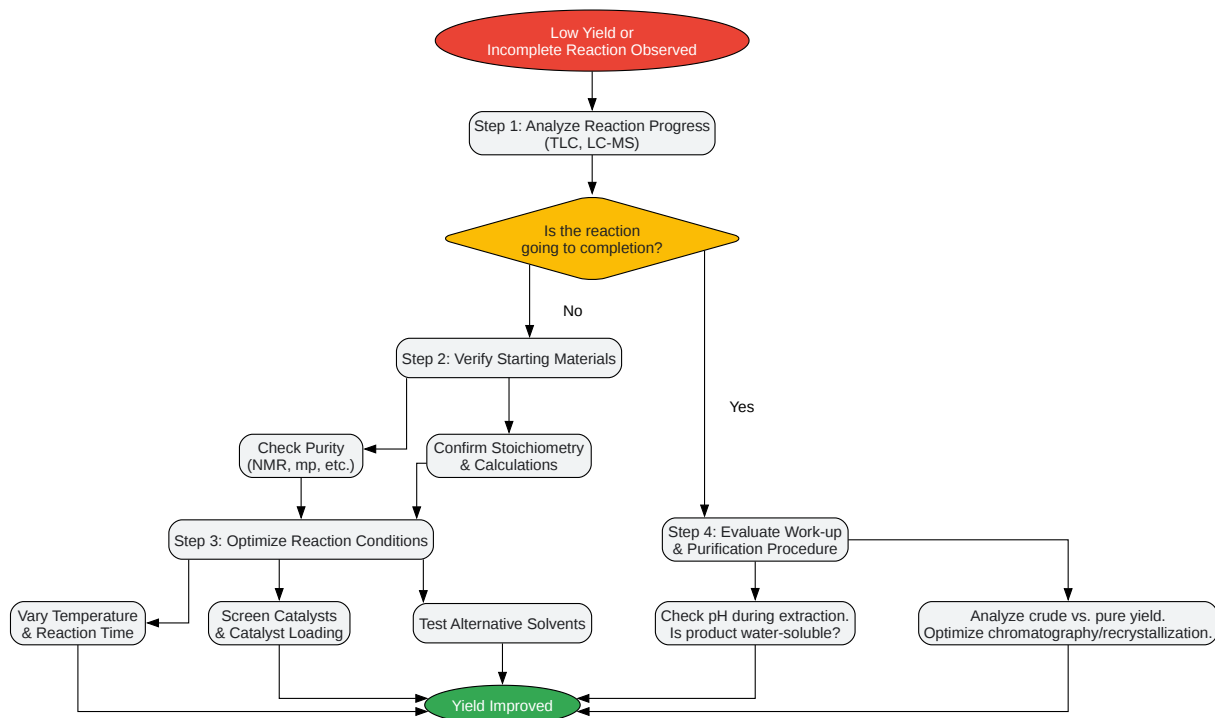 Low Yield or
Incomplete Reaction Observed
Step 1: Analyze Reaction Progress
(TLC, LC-MS)
Is the reaction
going to completion?
No
Step 2: Verify Starting Materials
Yes
Check Purity
(NMR, mp, etc.)
Confirm Stoichiometry
& Calculations
Step 3: Optimize Reaction Conditions
Step 4: Evaluate Work-up
& Purification Procedure
Vary Temperature
& Reaction Time
Screen Catalysts
& Catalyst Loading
Test Alternative Solvents
Check pH during extraction.
Is product water-soluble?
Analyze crude vs. pure yield.
Optimize chromatography/recrystallization.
Yield Improved